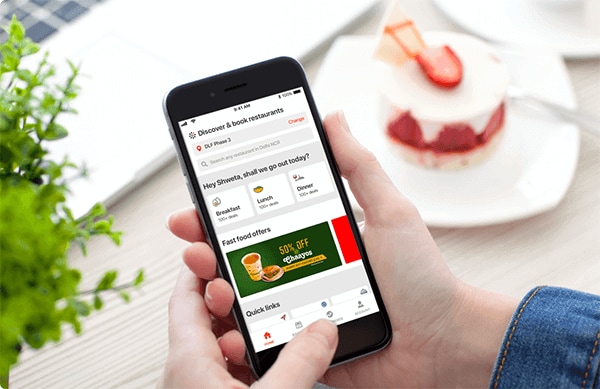 9:41 AM
100%
Discover & book restaurants
DLF Phase 3
Change
Search any restaurant in Delhi NCR
Hey Shweta, shall we go out today?
Breakfast
100+ deals
Lunch
100+ deals
Dinner
100+ deals
Fast food offers
50% OFF
chaayos
Quick links
HOME
ACCOUNT